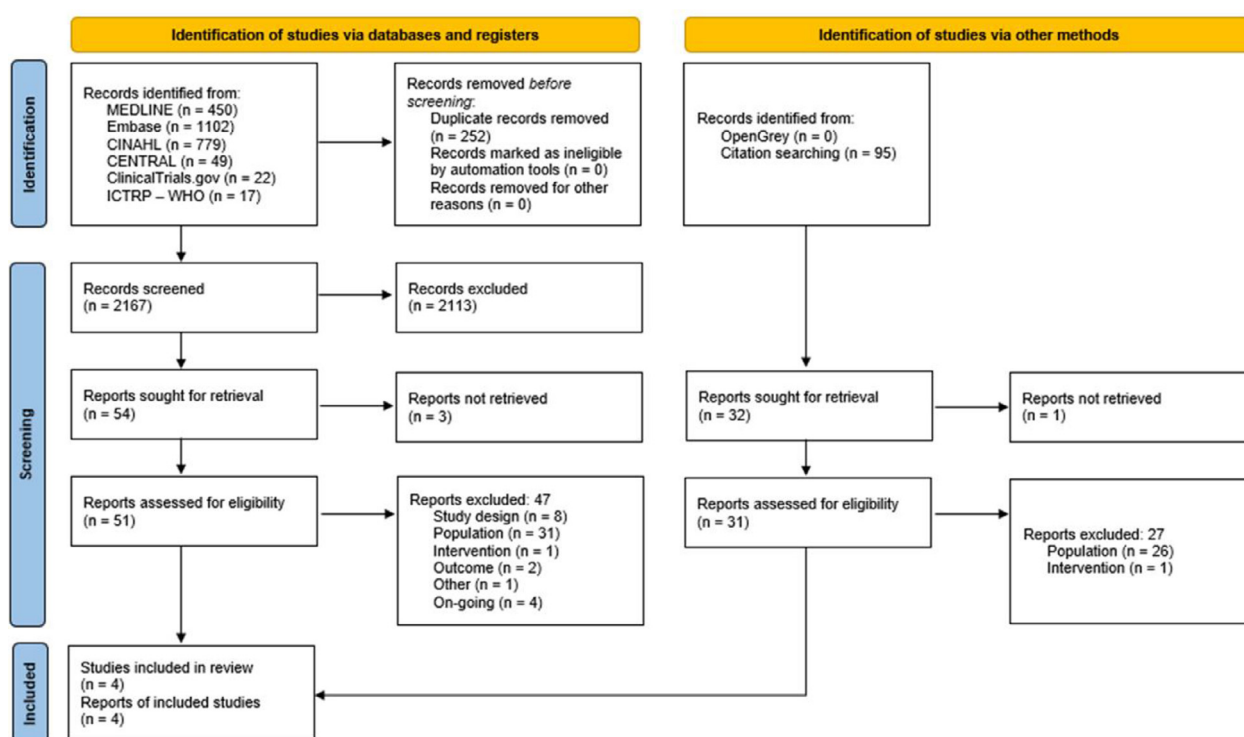 Identification of studies via databases and registers
Identification of studies via other methods
Identification
Records identified from:
MEDLINE (n = 450)
Embase (n = 1102)
CINAHL (n = 779)
CENTRAL (n = 49)
ClinicalTrials.gov (n = 22)
ICTRP – WHO (n = 17)
Records removed before
screening:
Duplicate records removed
(n = 252)
Records marked as ineligible
by automation tools (n = 0)
Records removed for other
reasons (n = 0)
Records identified from:
OpenGrey (n = 0)
Citation searching (n = 95)
Screening
Records screened
(n = 2167)
Records excluded
(n = 2113)
Reports sought for retrieval
(n = 54)
Reports not retrieved
(n = 3)
Reports sought for retrieval
(n = 32)
Reports not retrieved
(n = 1)
Reports assessed for eligibility
(n = 51)
Reports excluded: 47
Study design (n = 8)
Population (n = 31)
Intervention (n = 1)
Outcome (n = 2)
Other (n = 1)
On-going (n = 4)
Reports assessed for eligibility
(n = 31)
Reports excluded: 27
Population (n = 26)
Intervention (n = 1)
Included
Studies included in review
(n = 4)
Reports of included studies
(n = 4)